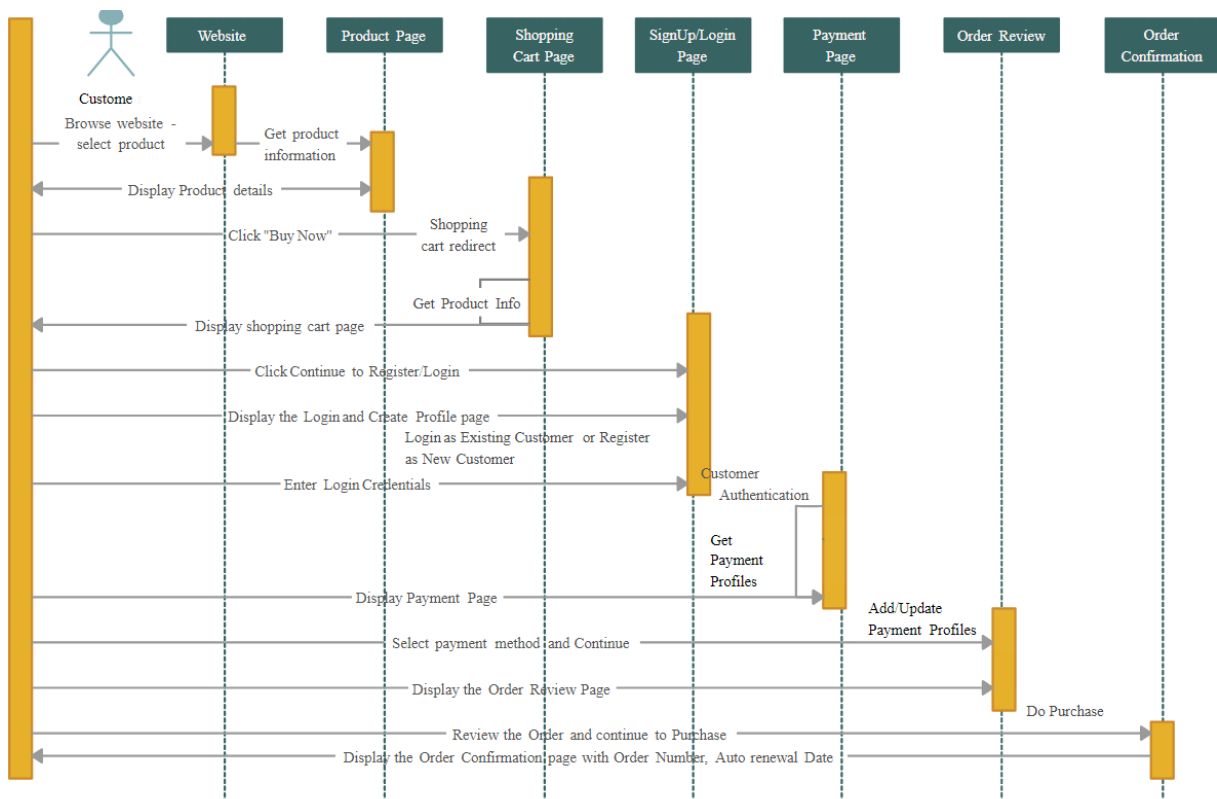 Website
Product Page
Shopping
Cart Page
SignUp/Login
Page
Payment
Page
Order Review
Order
Confirmation
Custome
Browse website -
select product
Get product
information
Display Product details
Click "Buy Now"
Shopping
cart redirect
Get Product Info
Display shopping cart page
Click Continue to Register/Login
Display the Login and Create Profile page
Login as Existing Customer or Register
as New Customer
Enter Login Credentials
Customer
Authentication
Get
Payment
Profiles
Display Payment Page
Add/Update
Payment Profiles
Select payment method and Continue
Display the Order Review Page
Do Purchase
Review the Order and continue to Purchase
Display the Order Confirmation page with Order Number, Auto renewal Date